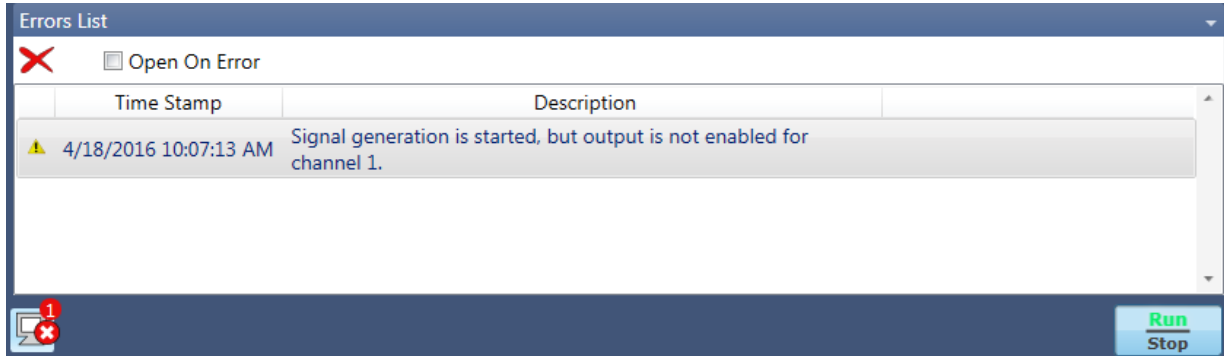 Errors List
Open On Error
Time Stamp Description
4/18/2016 10:07:13 AM Signal generation is started, but output is not enabled for
channel 1.
1
Run
Stop